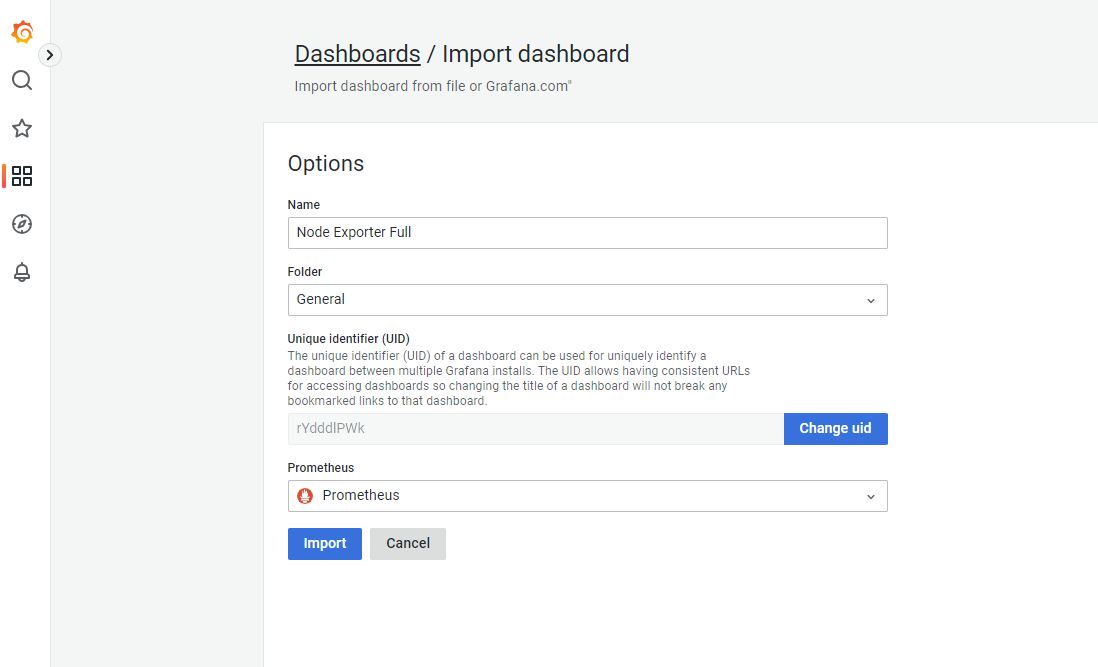 Dashboards / Import dashboard
Import dashboard from file or Grafana.com"
Options
Name
Node Exporter Full
Folder
General
Unique identifier (UID)
The unique identifier (UID) of a dashboard can be used for uniquely identify a
dashboard between multiple Grafana installs. The UID allows having consistent URLs
for accessing dashboards so changing the title of a dashboard will not break any
bookmarked links to that dashboard.
rYdddlPWk
Change uid
Prometheus
Prometheus
Import
Cancel